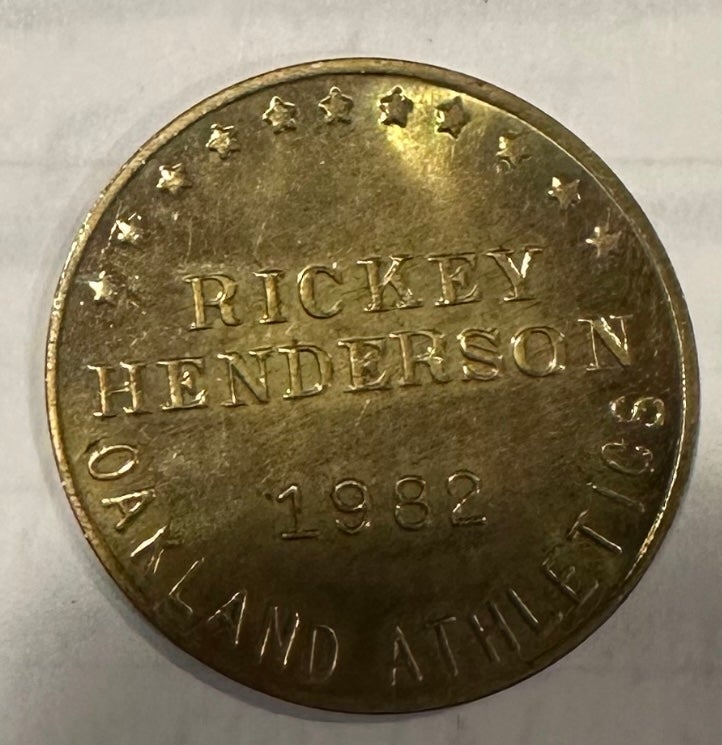 RICKEY
HENDERSON
1982
OAKLAND ATHLETICS